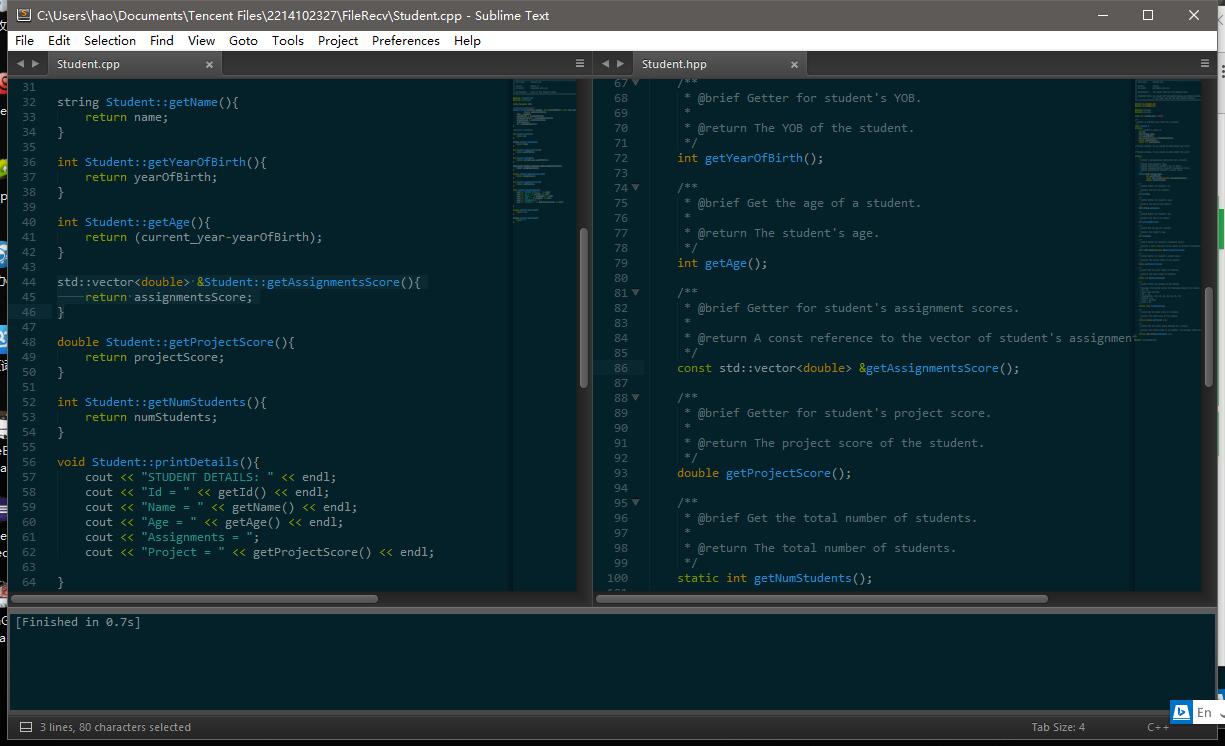 C:\Users\hao\Documents\Tencent Files\2214102327\FileRecv\Student.cpp - Sublime Text
File Edit Selection Find View Goto Tools Project Preferences Help
Student.cpp
31
32 string Student::getName(){
33 return name;
34 }
35
36 int Student::getYearOfBirth(){
37 return yearOfBirth;
38 }
39
40 int Student::getAge(){
41 return (current_year-yearOfBirth);
42 }
43
44 std::vector<double> &Student::getAssignmentsScore(){
45 return assignmentsScore;
46 }
47
48 double Student::getProjectScore(){
49 return projectScore;
50 }
51
52 int Student::getNumStudents(){
53 return numStudents;
54 }
55
56 void Student::printDetails(){
57 cout << "STUDENT DETAILS: " << endl;
58 cout << "Id = " << getId() << endl;
59 cout << "Name = " << getName() << endl;
60 cout << "Age = " << getAge() << endl;
61 cout << "Assignments = ";
62 cout << "Project = " << getProjectScore() << endl;
63
64 }
Student.hpp
67 /**
68 * @brief Getter for student's YOB.
69 *
70 * @return The YOB of the student.
71 */
72 int getYearOfBirth();
73
74 /**
75 * @brief Get the age of a student.
76 *
77 * @return The student's age.
78 */
79 int getAge();
80
81 /**
82 * @brief Getter for student's assignment scores.
83 *
84 * @return A const reference to the vector of student's assignmen
85 */
86 const std::vector<double> &getAssignmentsScore();
87
88 /**
89 * @brief Getter for student's project score.
90 *
91 * @return The project score of the student.
92 */
93 double getProjectScore();
94
95 /**
96 * @brief Get the total number of students.
97 *
98 * @return The total number of students.
99 */
100 static int getNumStudents();
[Finished in 0.7s]
3 lines, 80 characters selected
Tab Size: 4
C++
En